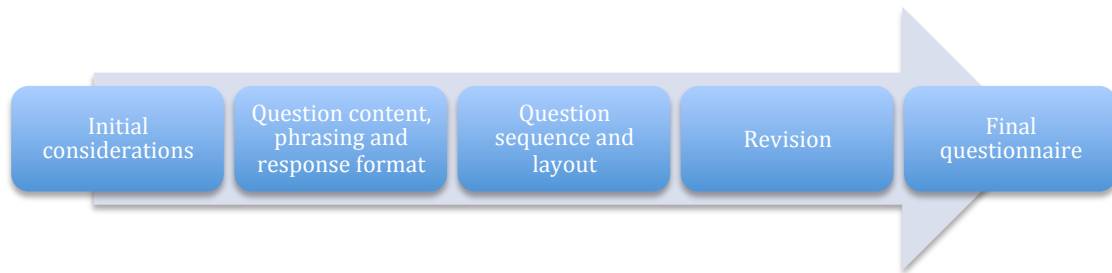 Initial
considerations
Question content,
phrasing and
response format
Question
sequence and
layout
Revision
Final
questionnaire